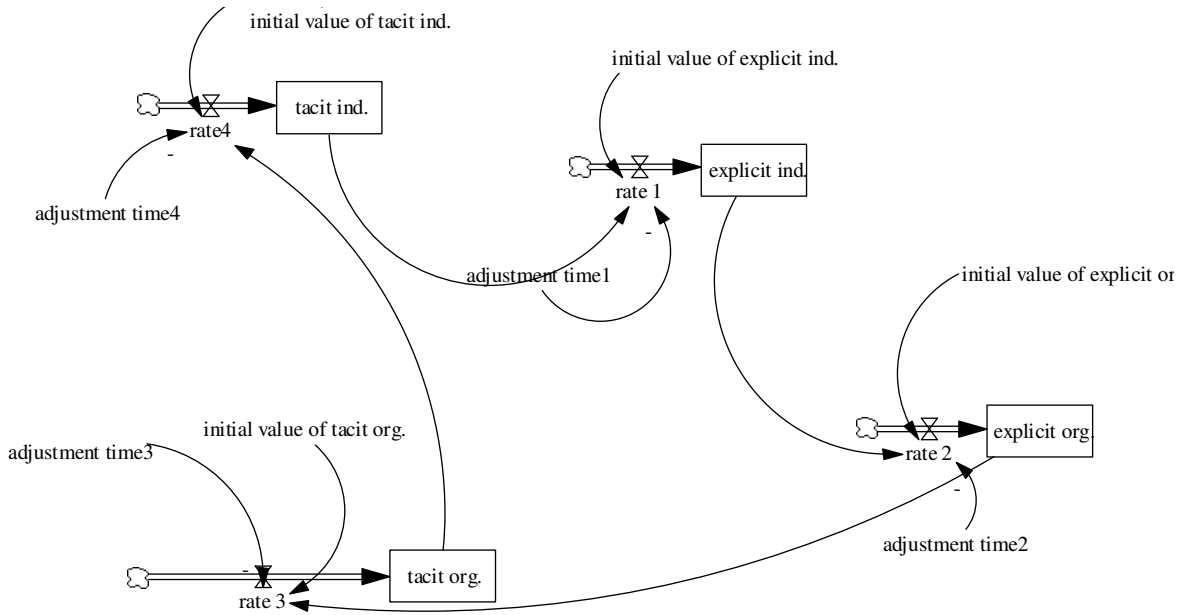 initial value of tacit ind.
initial value of explicit ind.
tacit ind.
rate4
-
explicit ind.
rate 1
adjustment time4
-
adjustment time1
initial value of explicit or
initial value of tacit org.
explicit org.
adjustment time3
rate 2
-
adjustment time2
-
tacit org.
rate 3